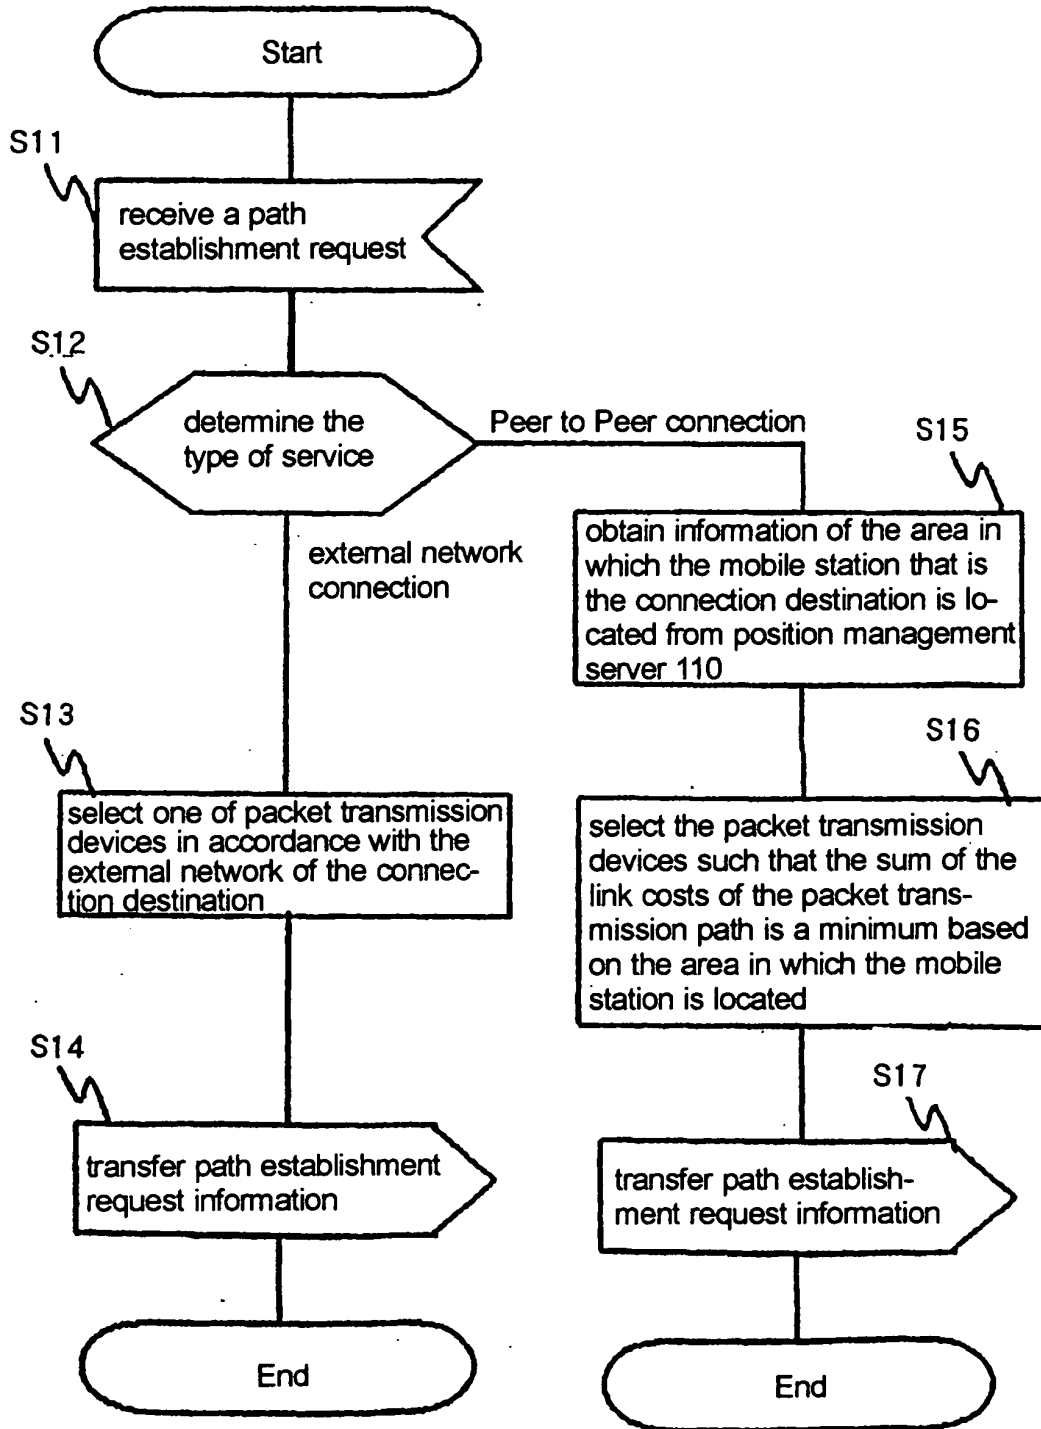 Start
S11
receive a path
establishment request
S12
determine the
type of service
Peer to Peer connection
external network
connection
S15
obtain information of the area in
which the mobile station that is
the connection destination is lo-
cated from position management
server 110
S13
select one of packet transmission
devices in accordance with the
external network of the connec-
tion destination
S16
select the packet transmission
devices such that the sum of the
link costs of the packet trans-
mission path is a minimum based
on the area in which the mobile
station is located
S14
transfer path establishment
request information
S17
transfer path establish-
ment request information
End
End